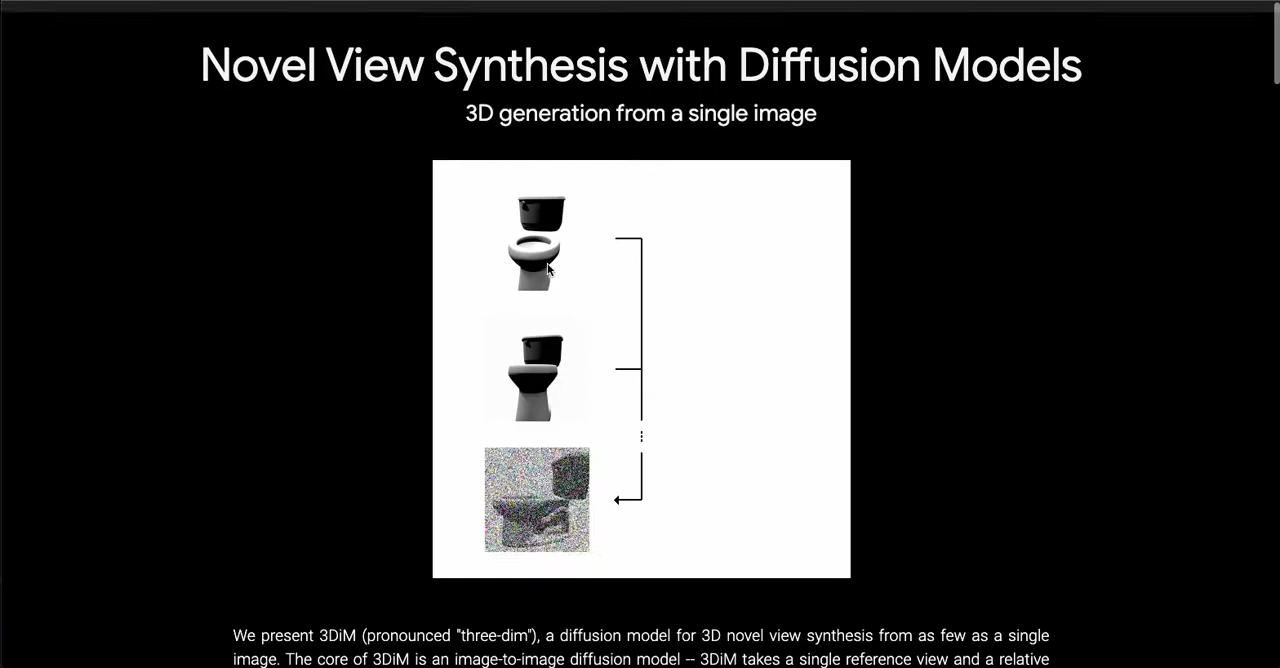 Novel View Synthesis with Diffusion Models
3D generation from a single image
We present 3DiM (pronounced "three-dim"), a diffusion model for 3D novel view synthesis from as few as a single
image. The core of 3DiM is an image-to-image diffusion model -- 3DiM takes a single reference view and a relative